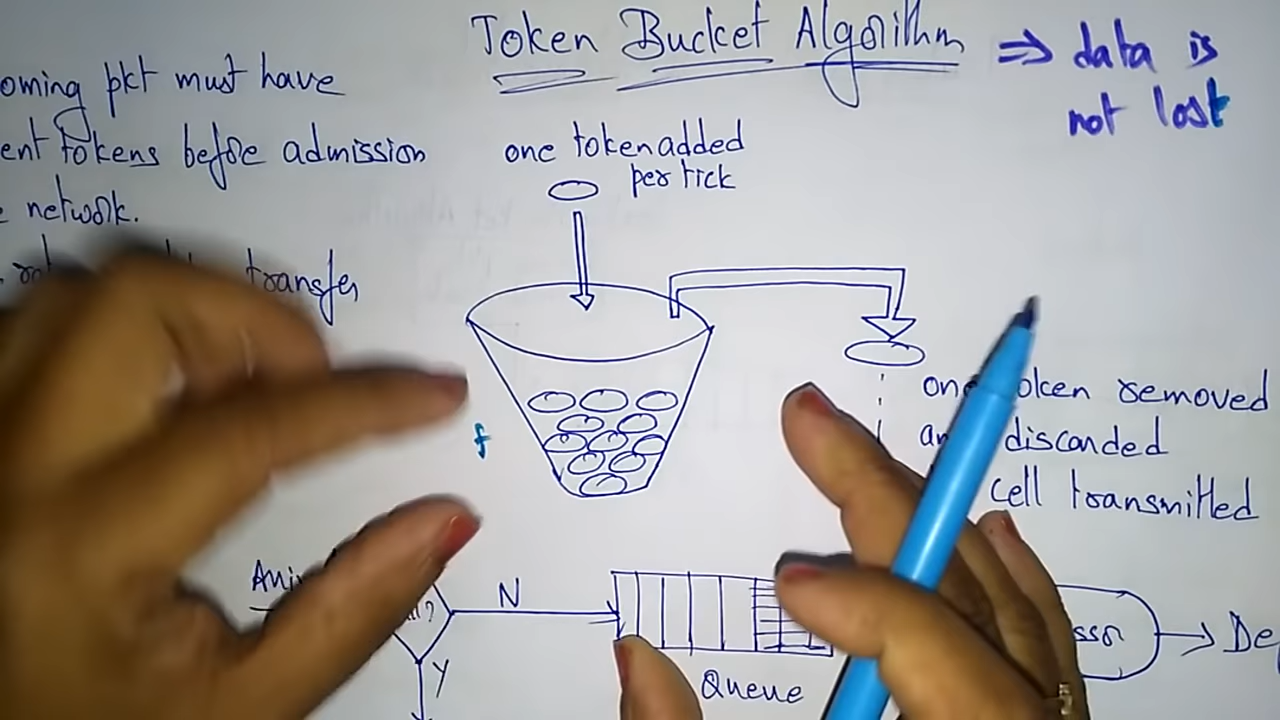 Token Bucket Algorithm => data is
not lost
oming pkt must have
ent tokens before admission
e network.
transfer
one token added
per tick
one token removed
discarded
cell transmitted
f
N
Y
Queue